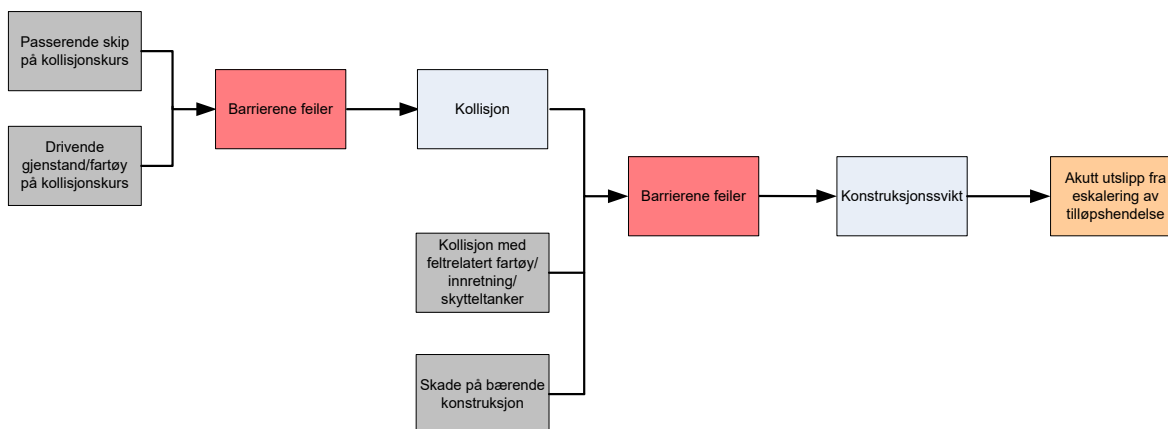 Passerende skip
på kollisjonskurs
Drivende
gjenstand/fartøy
på kollisjonskurs
Barrierene feiler
Kollisjon
Kollisjon med
feltrelatert fartøy/
innretning/
skytteltanker
Skade på bærende
konstruksjon
Barrierene feiler
Konstruksjonssvikt
Akutt utslipp fra
eskalering av
tilløpshendelse